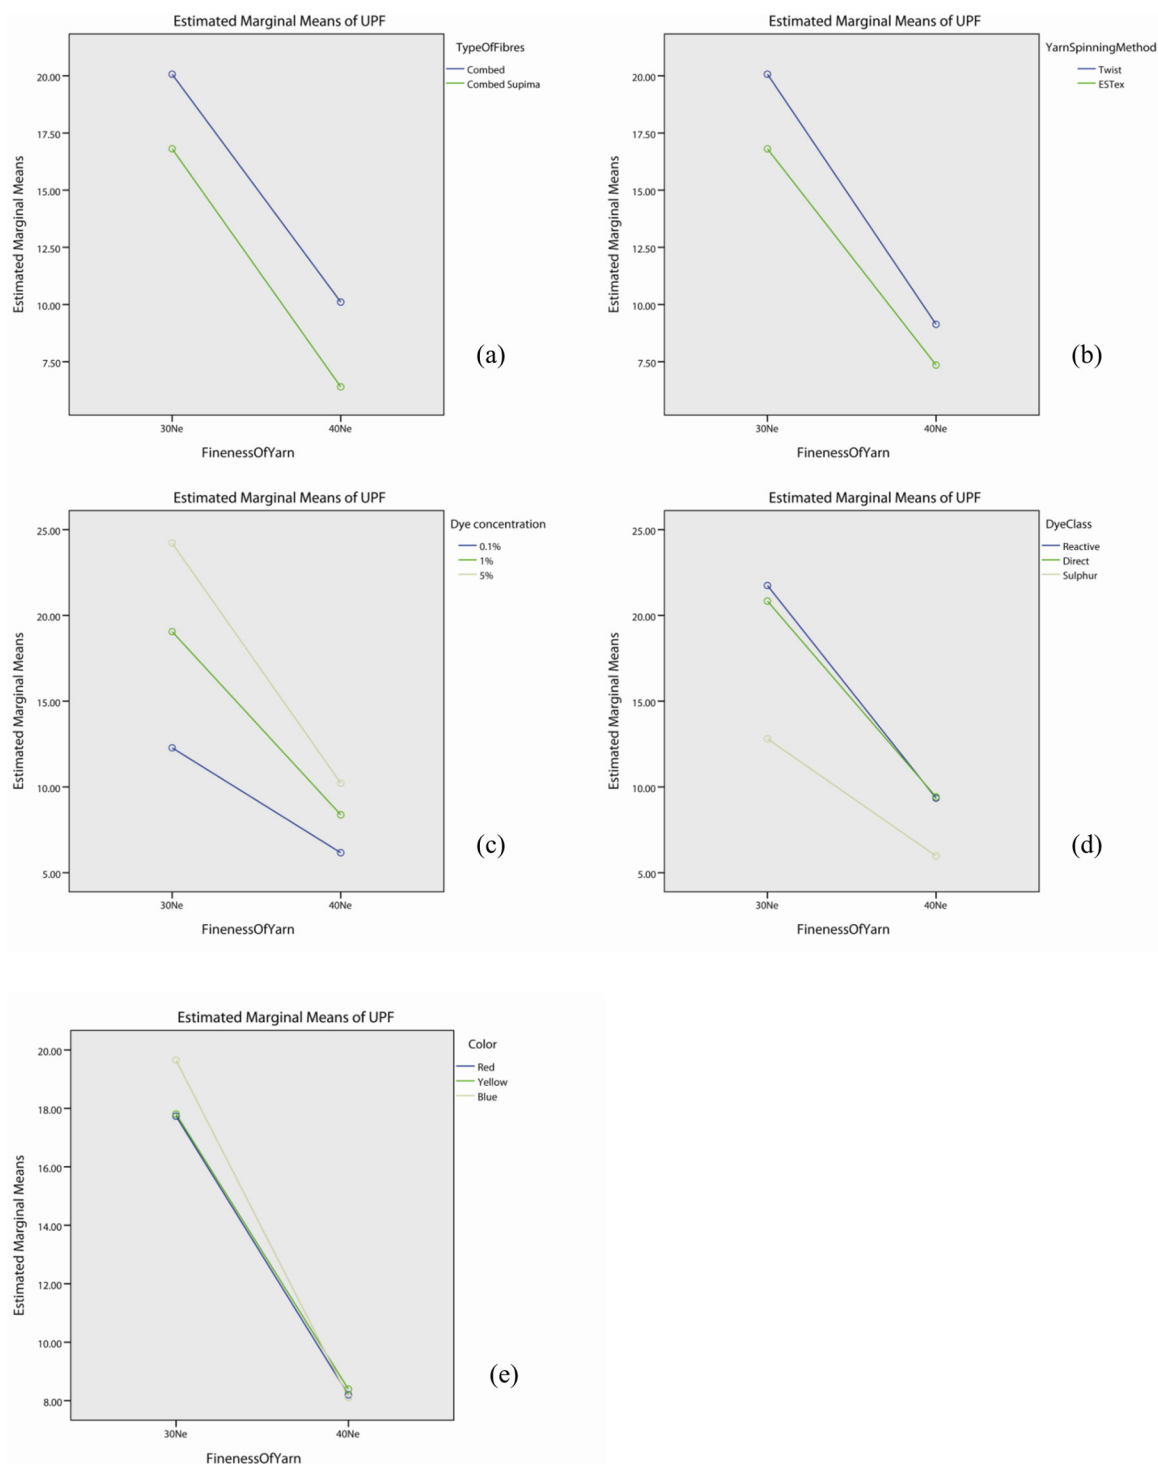 Estimated Marginal Means of UPF
TypeOfFibres
Combed
Combed Supima
Estimated Marginal Means
20.00
17.50
15.00
12.50
10.00
7.50
30Ne
40Ne
FinenessOfYarn
(a)
Estimated Marginal Means of UPF
YarnSpinningMethod
Twist
ESTex
Estimated Marginal Means
20.00
17.50
15.00
12.50
10.00
7.50
30Ne
40Ne
FinenessOfYarn
(b)
Estimated Marginal Means of UPF
Dye concentration
0.1%
1%
5%
Estimated Marginal Means
25.00
20.00
15.00
10.00
5.00
30Ne
40Ne
FinenessOfYarn
(c)
Estimated Marginal Means of UPF
DyeClass
Reactive
Direct
Sulphur
Estimated Marginal Means
25.00
20.00
15.00
10.00
5.00
30Ne
40Ne
FinenessOfYarn
(d)
Estimated Marginal Means of UPF
Color
Red
Yellow
Blue
Estimated Marginal Means
20.00
18.00
16.00
14.00
12.00
10.00
8.00
30Ne
40Ne
FinenessOfYarn
(e)